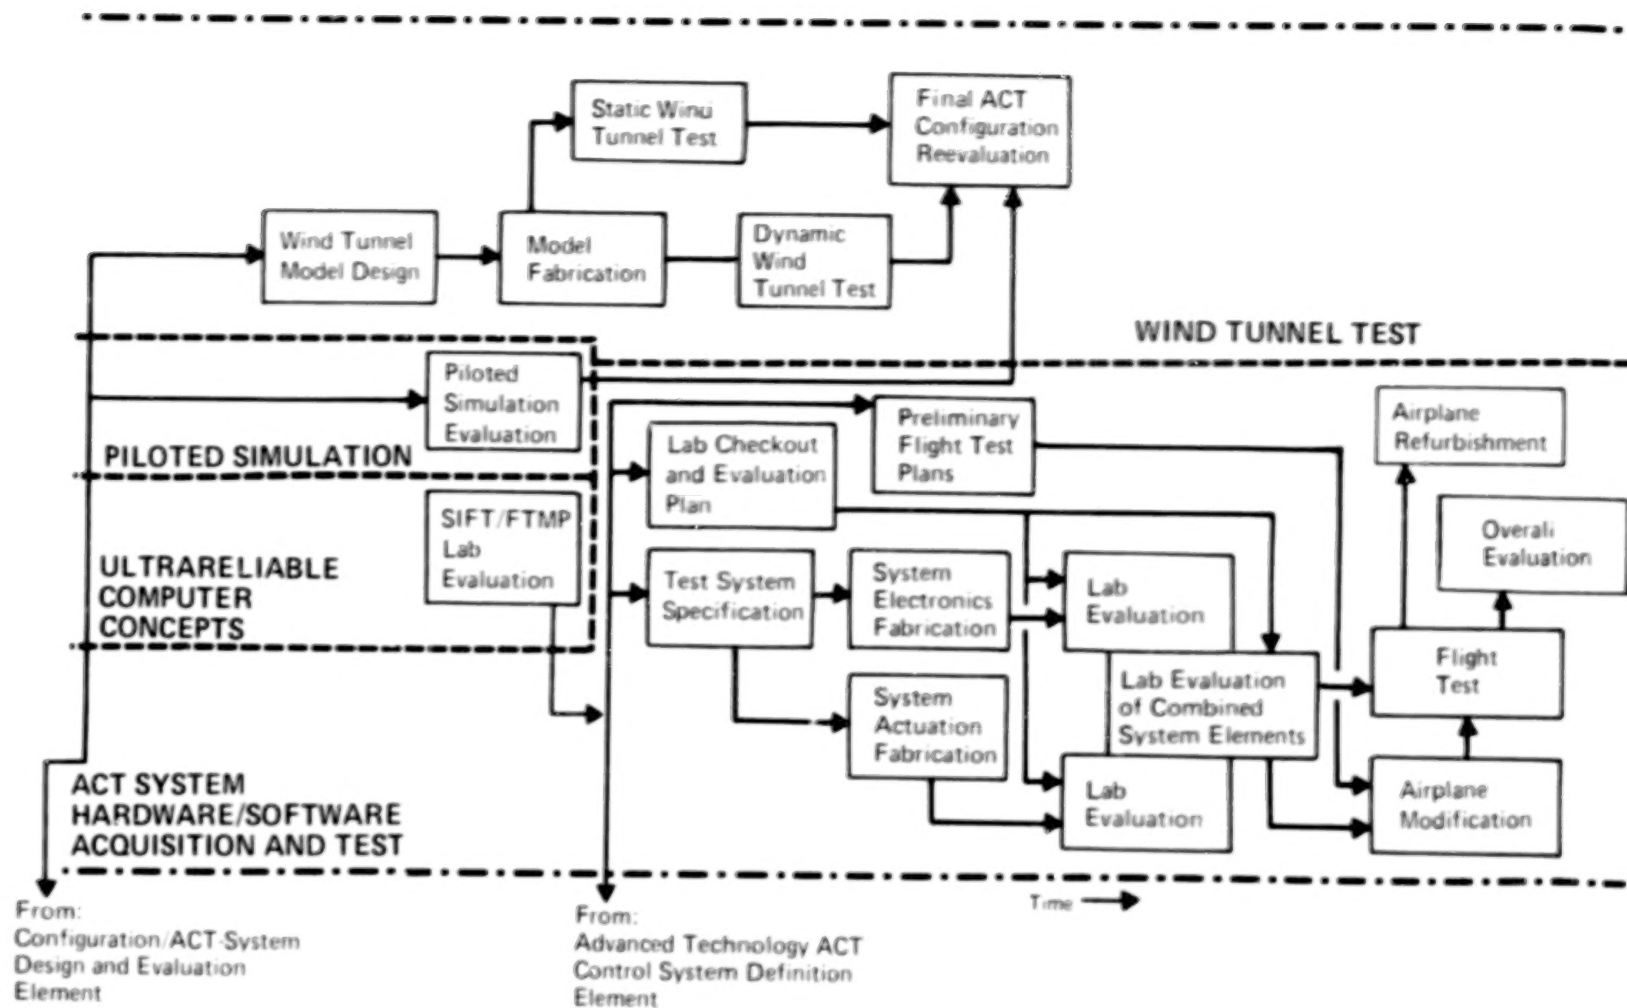 Static Wind
Tunnel Test
Final ACT
Configuration
Reevaluation
Wind Tunnel
Model Design
Model
Fabrication
Dynamic
Wind
Tunnel Test
WIND TUNNEL TEST
Piloted
Simulation
Evaluation
PILOTED SIMULATION
Preliminary
Flight Test
Plans
Airplane
Refurbishment
Lab Checkout
and Evaluation
Plan
SIFT/FTMP
Lab
Evaluation
ULTRARELIABLE
COMPUTER
CONCEPTS
Overall
Evaluation
Test System
Specification
System
Electronics
Fabrication
Lab
Evaluation
Flight
Test
Lab Evaluation
of Combined
System Elements
System
Actuation
Fabrication
ACT SYSTEM
HARDWARE/SOFTWARE
ACQUISITION AND TEST
Lab
Evaluation
Airplane
Modification
Time
From:
Configuration/ACT-System
Design and Evaluation
Element
From:
Advanced Technology ACT
Control System Definition
Element